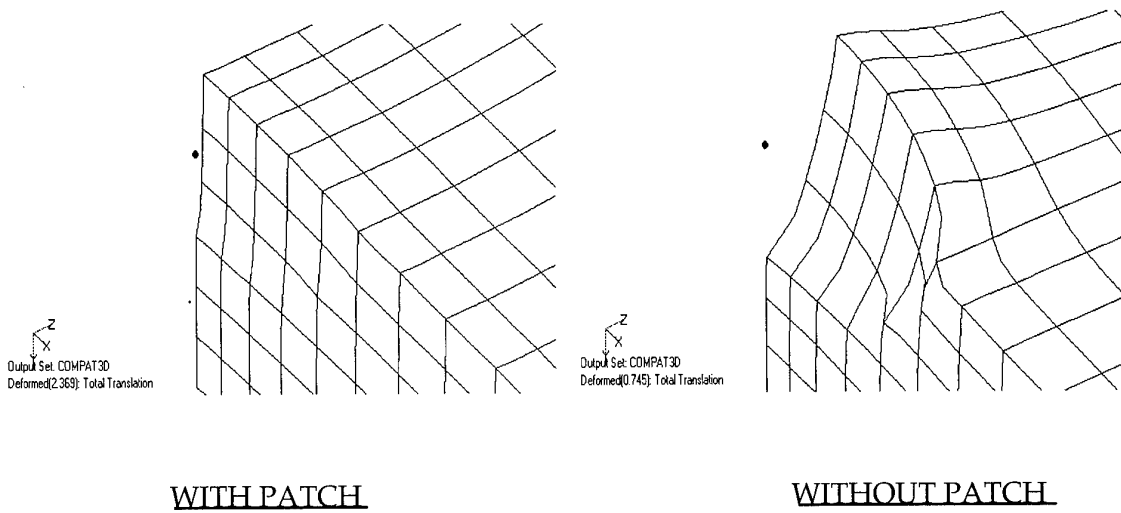 Z
X
Output Set: COMPAT3D
Deformed(2.369): Total Translation
Z
X
Output Set: COMPAT3D
Deformed(0.745): Total Translation
WITH PATCH
WITHOUT PATCH